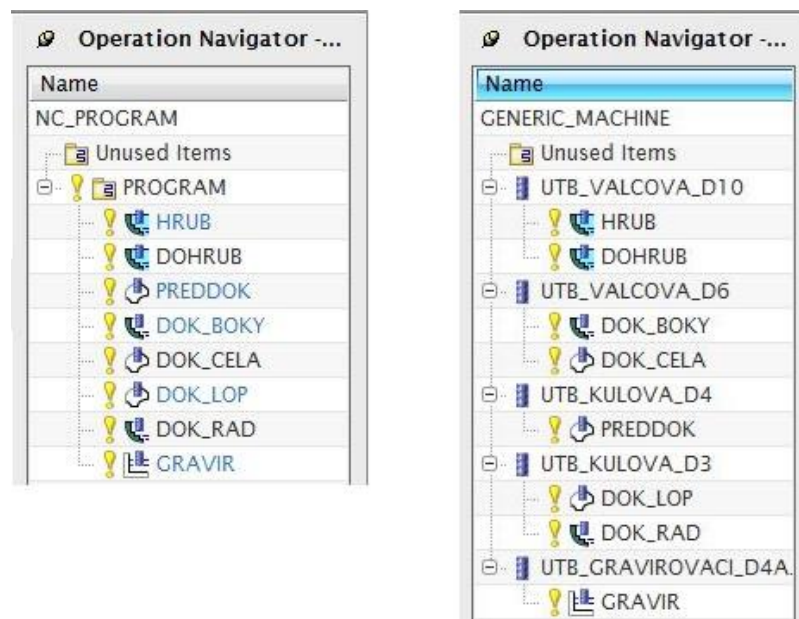 Operation Navigator -...
Name
NC_PROGRAM
Unused Items
PROGRAM
HRUB
DOHRUB
PREDDOK
DOK_BOKY
DOK_CELA
DOK_LOP
DOK_RAD
GRAVIR
Operation Navigator -...
Name
GENERIC_MACHINE
Unused Items
UTB_VALCOVA_D10
HRUB
DOHRUB
UTB_VALCOVA_D6
DOK_BOKY
DOK_CELA
UTB_KULOVA_D4
PREDDOK
UTB_KULOVA_D3
DOK_LOP
DOK_RAD
UTB_GRAVIROVACI_D4A.
GRAVIR